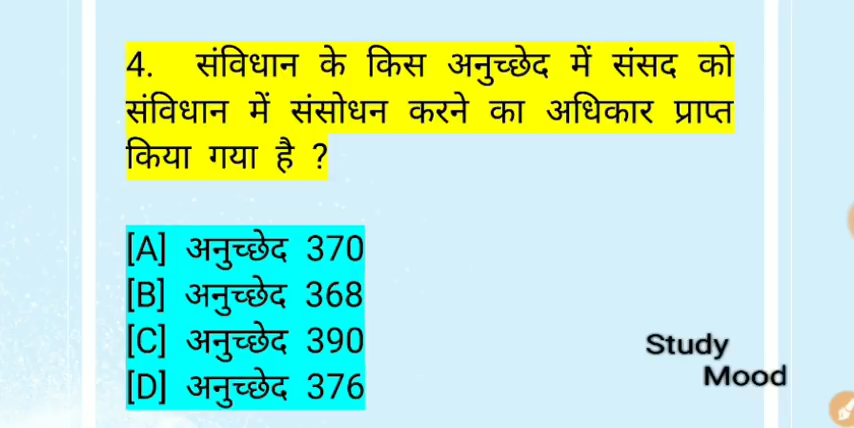 4. संविधान के किस अनुच्छेद में संसद को
संविधान में संसोधन करने का अधिकार प्राप्त
किया गया है ?
[A] अनुच्छेद 370
[B] अनुच्छेद 368
[C] अनुच्छेद 390
[D] अनुच्छेद 376
Study
Mood